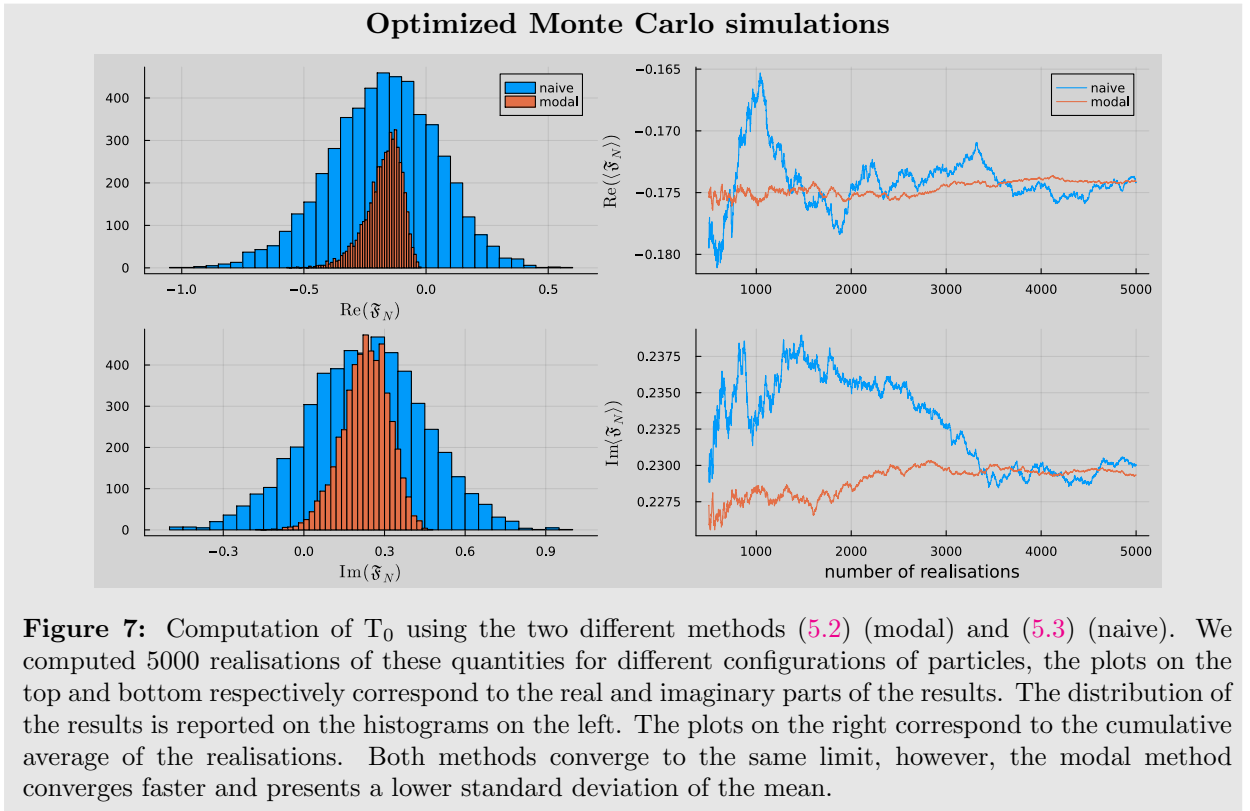 Optimized Monte Carlo simulations
naive
modal
400
300
200
100
0
−1.0
−0.5
0.0
0.5
Re(𝔉_N)
naive
modal
−0.165
−0.170
−0.175
−0.180
Re(⟨𝔉_N⟩)
1000
2000
3000
4000
5000
400
300
200
100
0
−0.3
0.0
0.3
0.6
0.9
Im(𝔉_N)
0.2375
0.2350
0.2325
0.2300
0.2275
Im⟨𝔉_N⟩)
1000
2000
3000
4000
5000
number of realisations
Figure 7: Computation of T₀ using the two different methods (5.2) (modal) and (5.3) (naive). We
computed 5000 realisations of these quantities for different configurations of particles, the plots on the
top and bottom respectively correspond to the real and imaginary parts of the results. The distribution of
the results is reported on the histograms on the left. The plots on the right correspond to the cumulative
average of the realisations. Both methods converge to the same limit, however, the modal method
converges faster and presents a lower standard deviation of the mean.